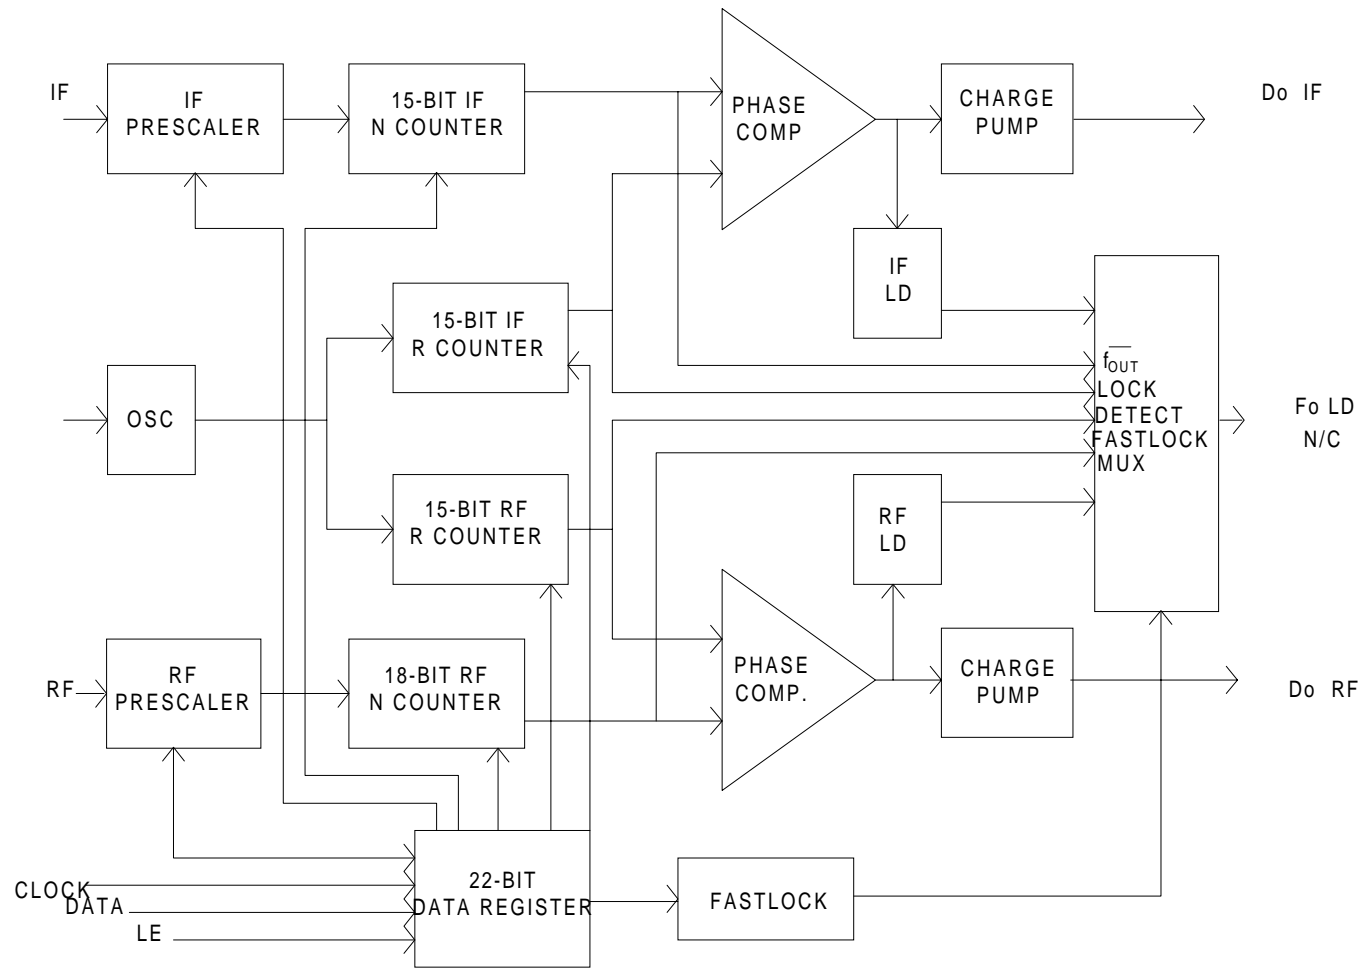 IF
IF
PRESCALER
15-BIT IF
N COUNTER
PHASE
COMP
CHARGE
PUMP
Do IF
IF
LD
15-BIT IF
R COUNTER
OSC
fOUT
LOCK
DETECT
FASTLOCK
MUX
Fo LD
N/C
15-BIT RF
R COUNTER
RF
LD
RF
RF
PRESCALER
18-BIT RF
N COUNTER
PHASE
COMP.
CHARGE
PUMP
Do RF
CLOCK
DATA
LE
22-BIT
DATA REGISTER
FASTLOCK